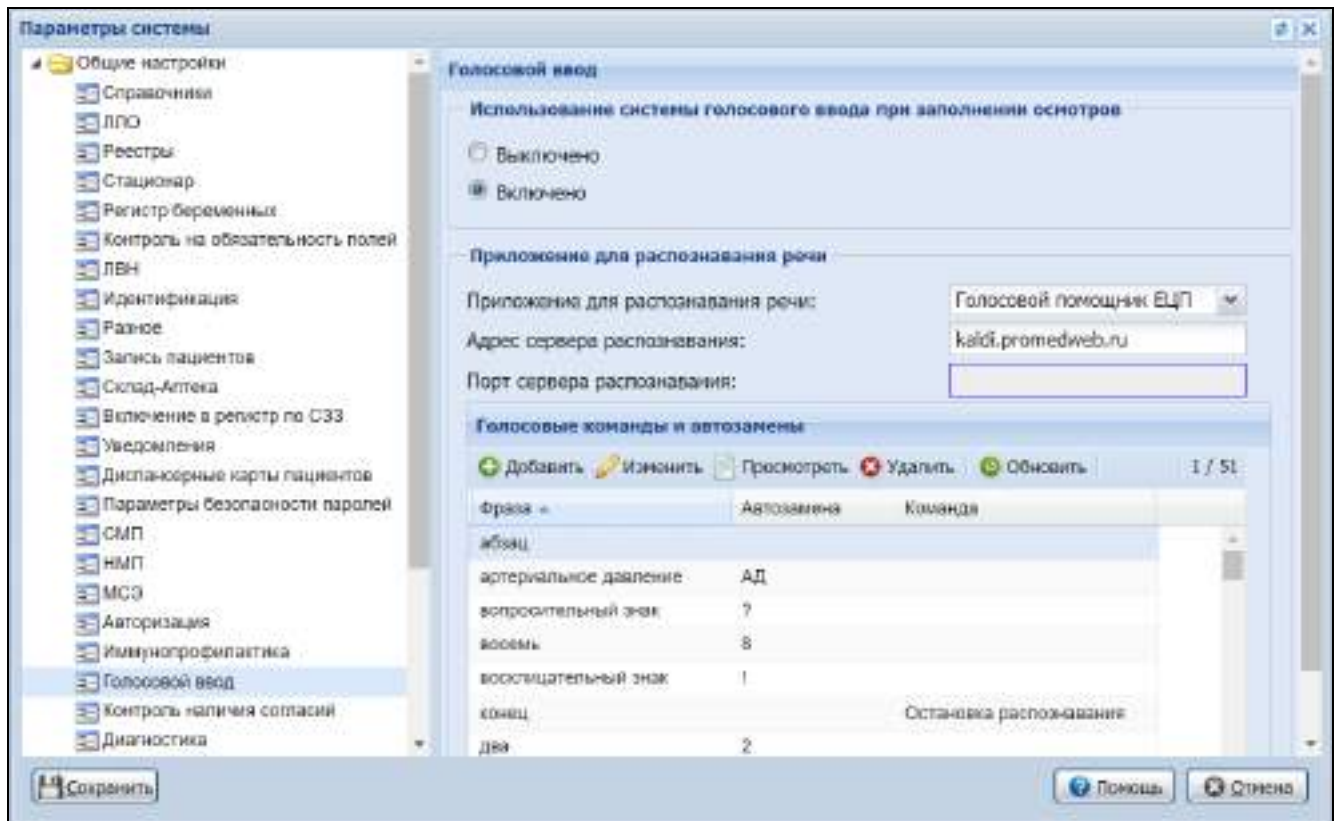 Параметры системы
Общие настройки
Справочники
ЛЛО
Реестры
Стационар
Регистр беременных
Контроль на обязательность полей
ЛВН
Идентификация
Разное
Запись пациентов
Склад-Аптека
Включение в регистр по СЗЗ
Уведомления
Диспансерные карты пациентов
Параметры безопасности паролей
СМП
НМП
МСЭ
Авторизация
Иммунопрофилактика
Голосовой ввод
Контроль наличия согласий
Диагностика
Голосовой ввод
Использование системы голосового ввода при заполнении осмотров
Выключено
Включено
Приложение для распознавания речи
Приложение для распознавания речи: Голосовой помощник ЕЦП
Адрес сервера распознавания: kaldi.promedweb.ru
Порт сервера распознавания:
Голосовые команды и автозамены
Добавить Изменить Просмотреть Удалить Обновить 1 / 51
Фраза Автозамена Команда
абзац
артериальное давление АД
вопросительный знак ?
восемь 8
восклицательный знак !
конец Остановка распознавания
два 2
Сохранить Помощь Отмена